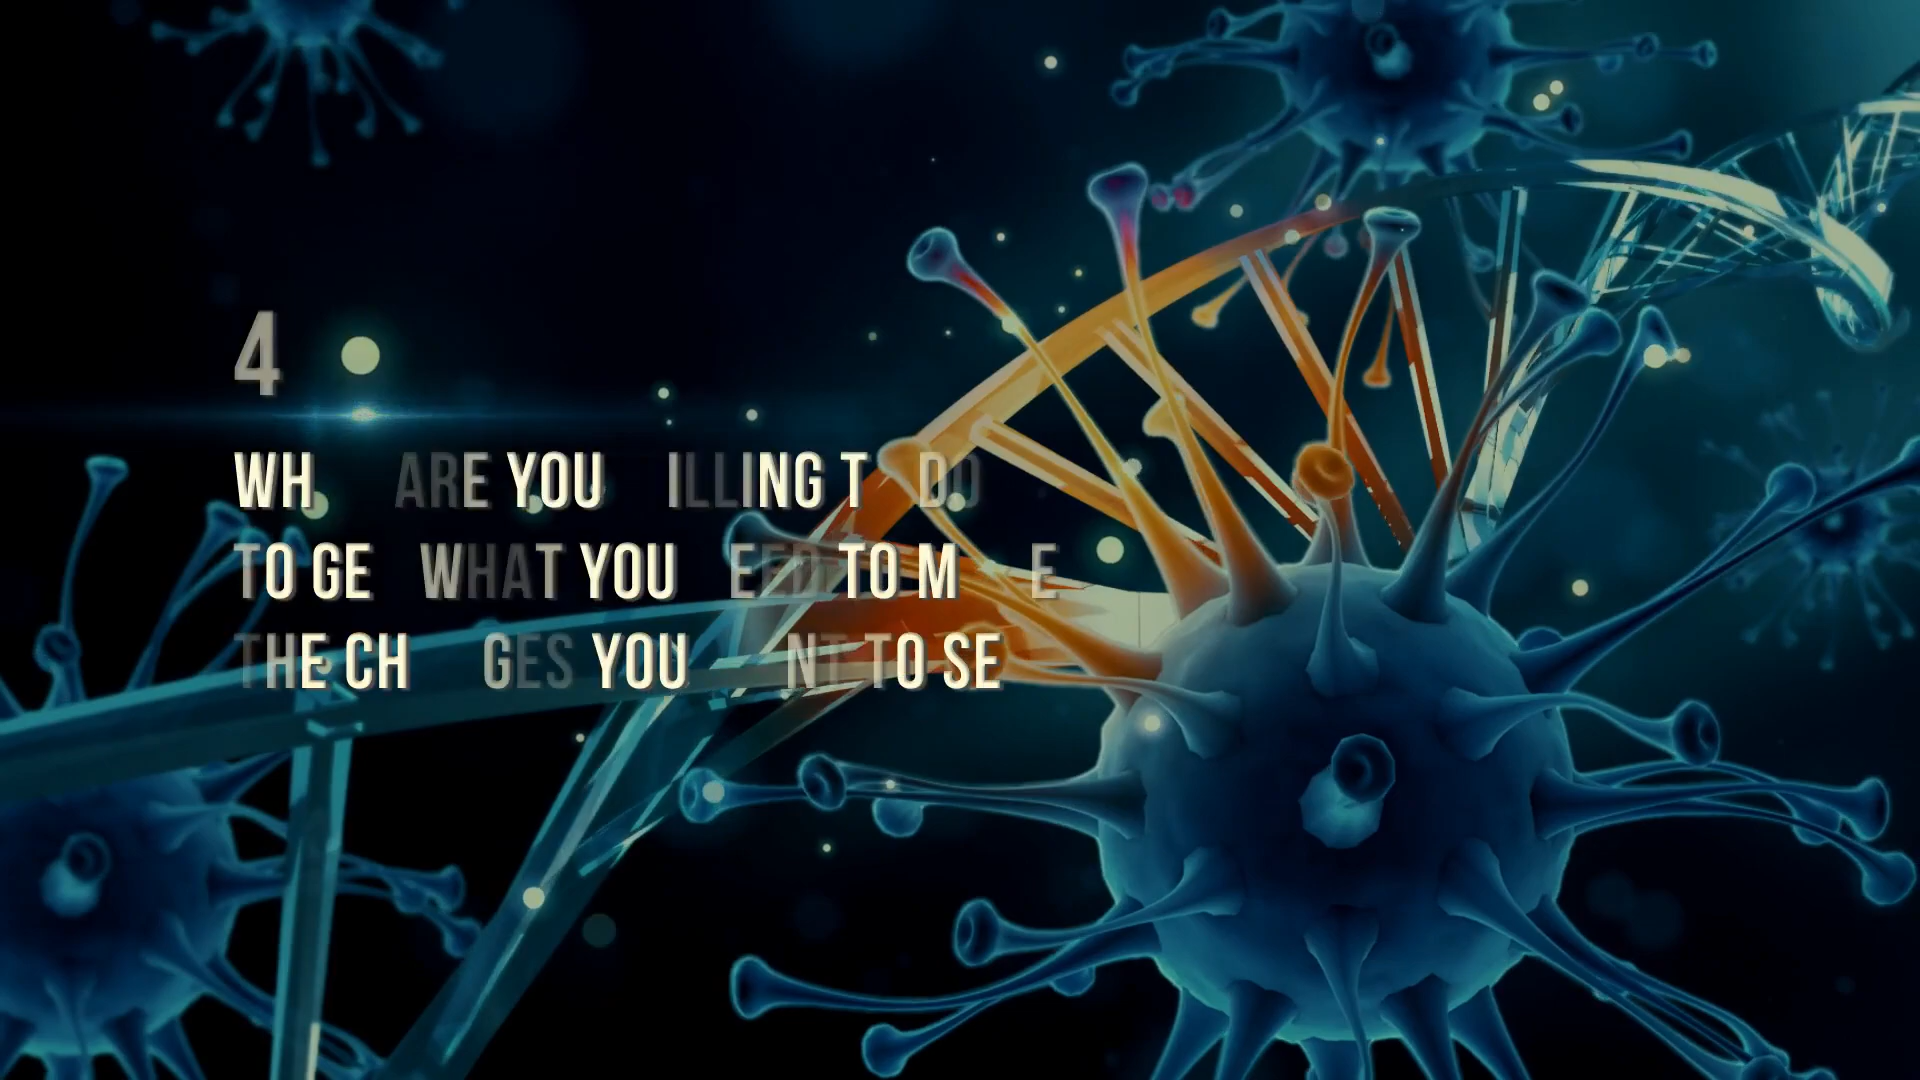 4
WH ARE YOU ILLING T DO
TO GE WHAT YOU EED TO M E
THE CH GES YOU NT TO SE